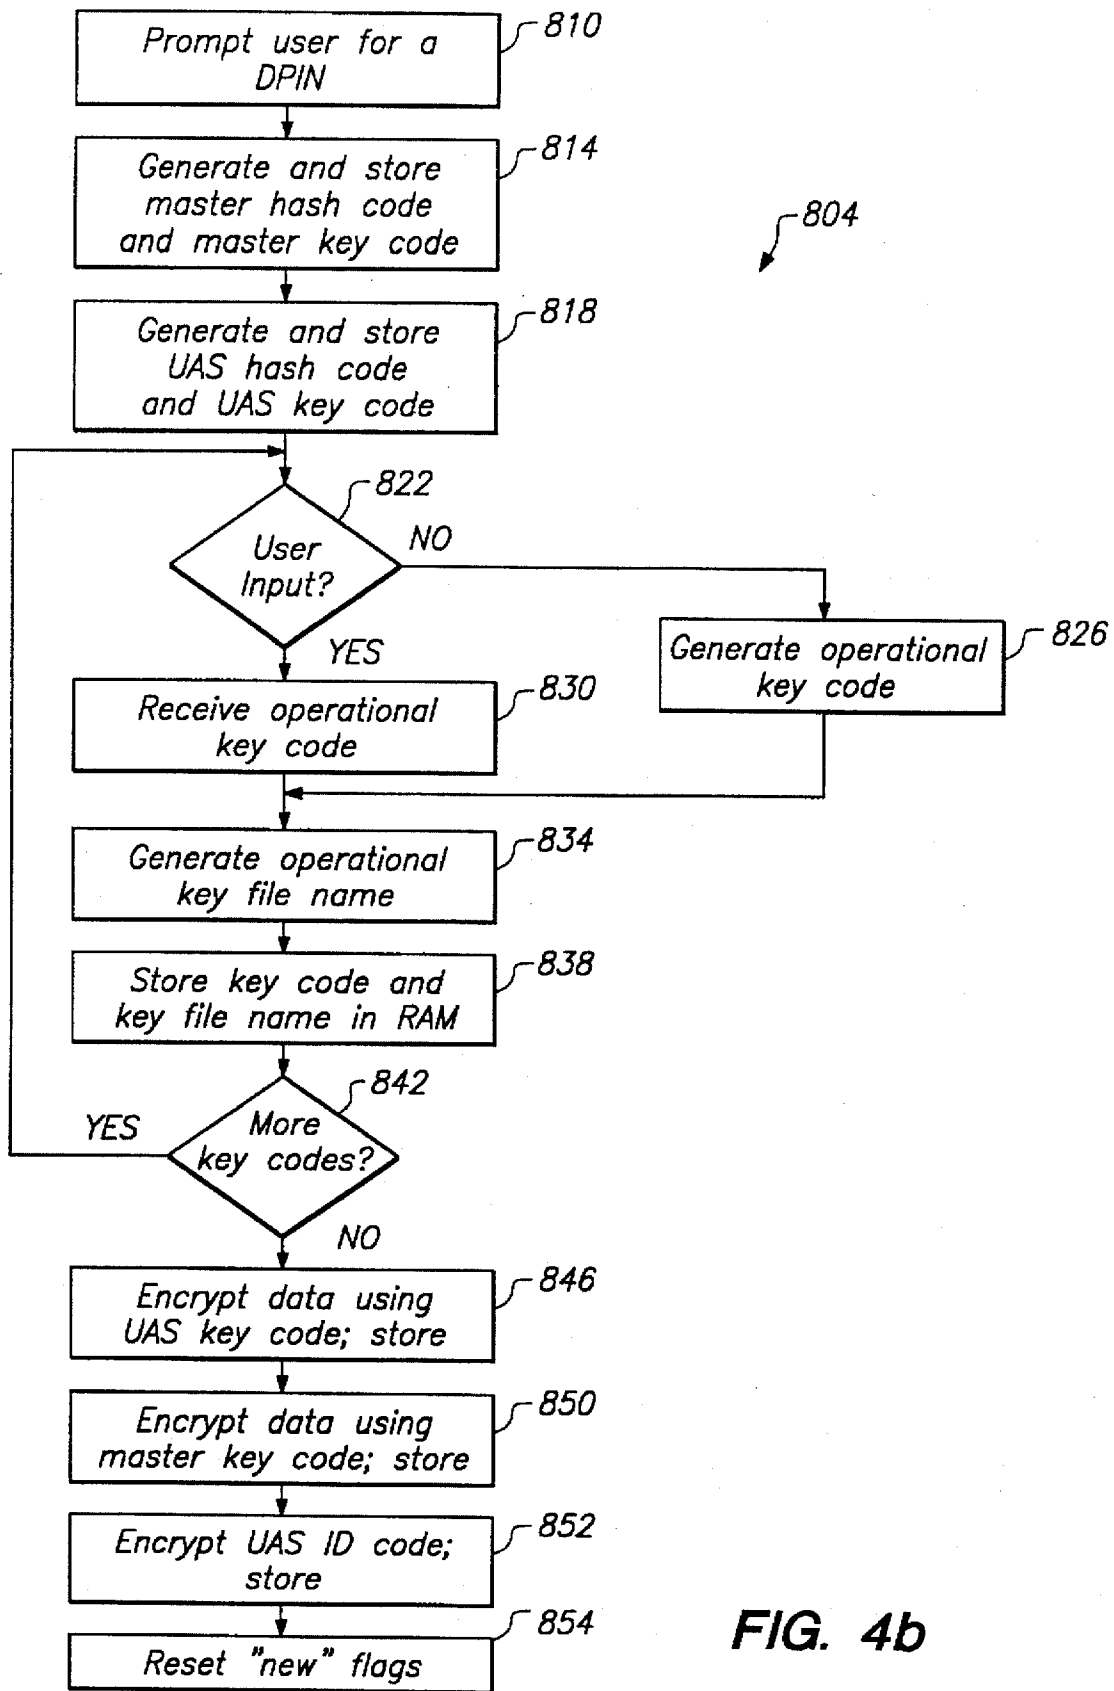 Prompt user for a
DPIN
810
Generate and store
master hash code
and master key code
814
804
Generate and store
UAS hash code
and UAS key code
818
User
Input?
822
NO
YES
Generate operational
key code
826
Receive operational
key code
830
Generate operational
key file name
834
Store key code and
key file name in RAM
838
More
key codes?
842
YES
NO
Encrypt data using
UAS key code; store
846
Encrypt data using
master key code; store
850
Encrypt UAS ID code;
store
852
Reset "new" flags
854
FIG. 4b